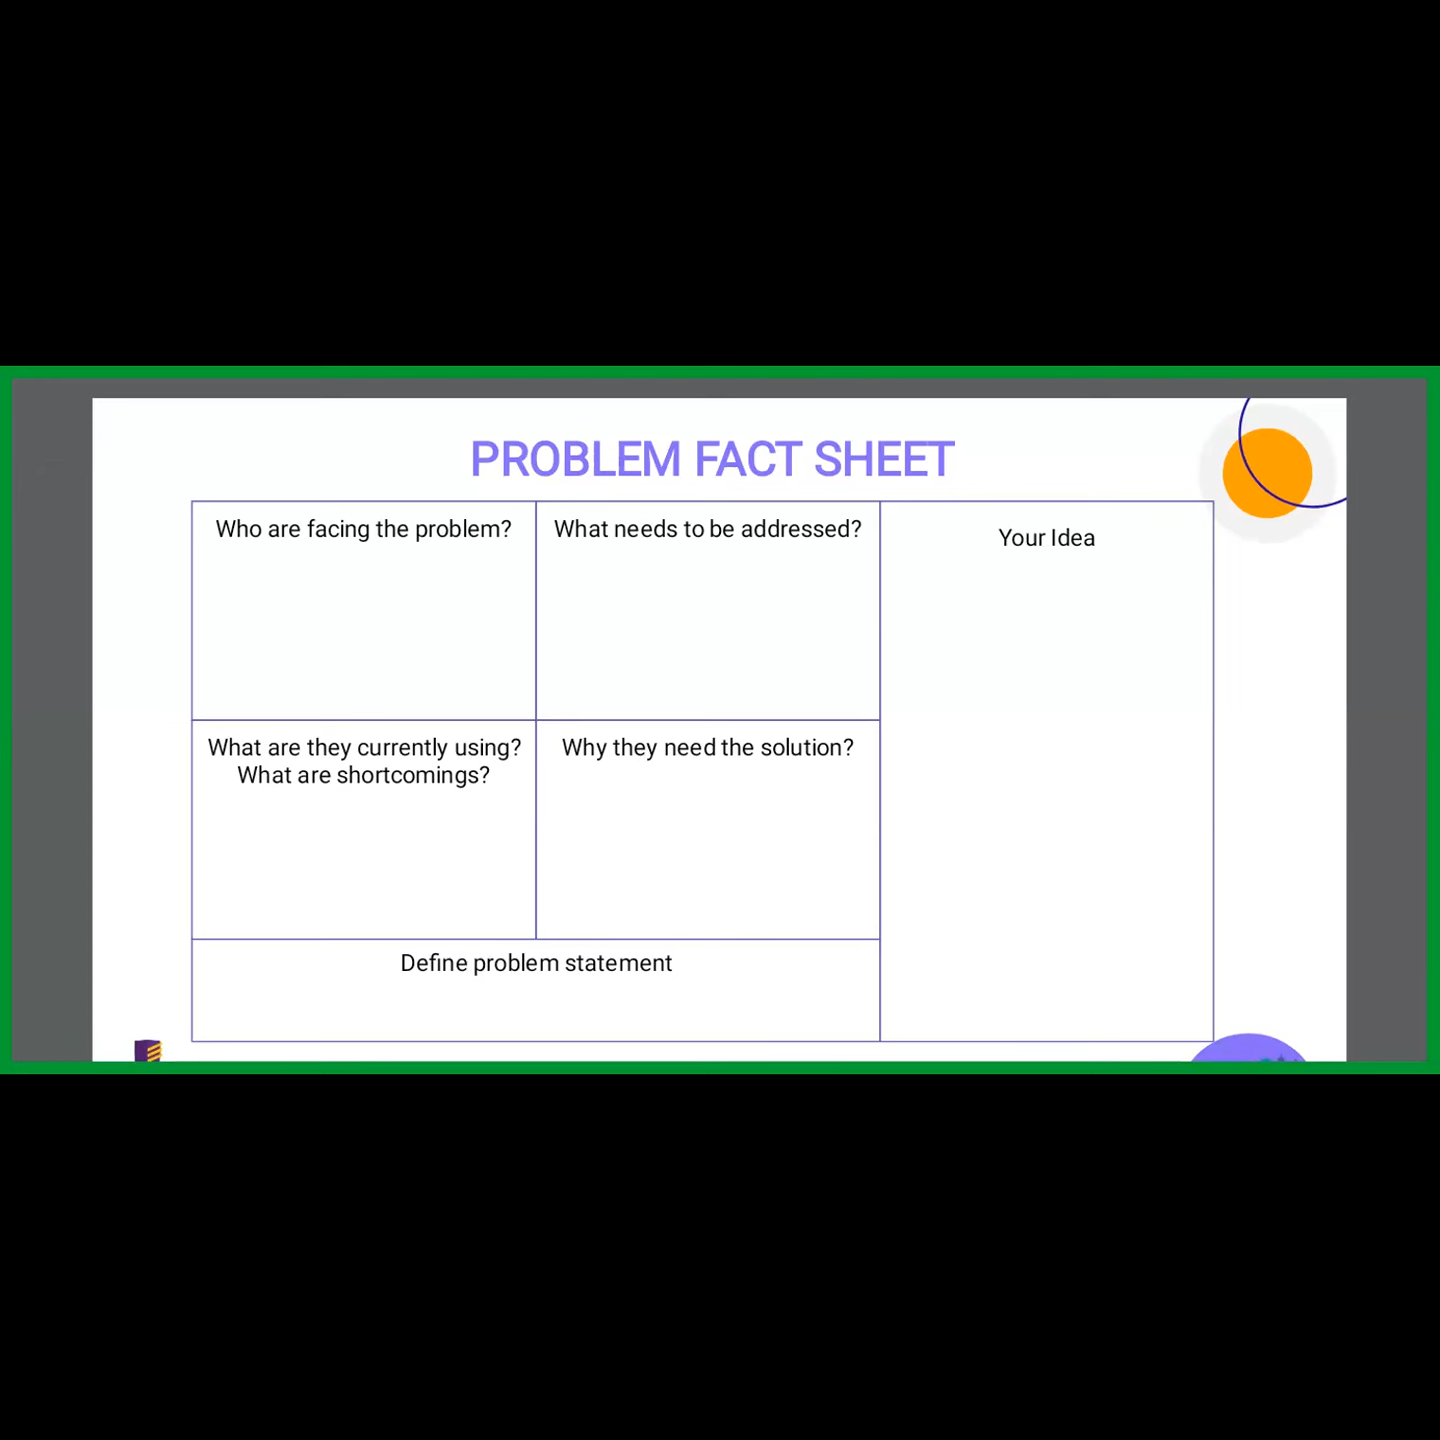 PROBLEM FACT SHEET
Who are facing the problem?
What needs to be addressed?
Your Idea
What are they currently using?
What are shortcomings?
Why they need the solution?
Define problem statement